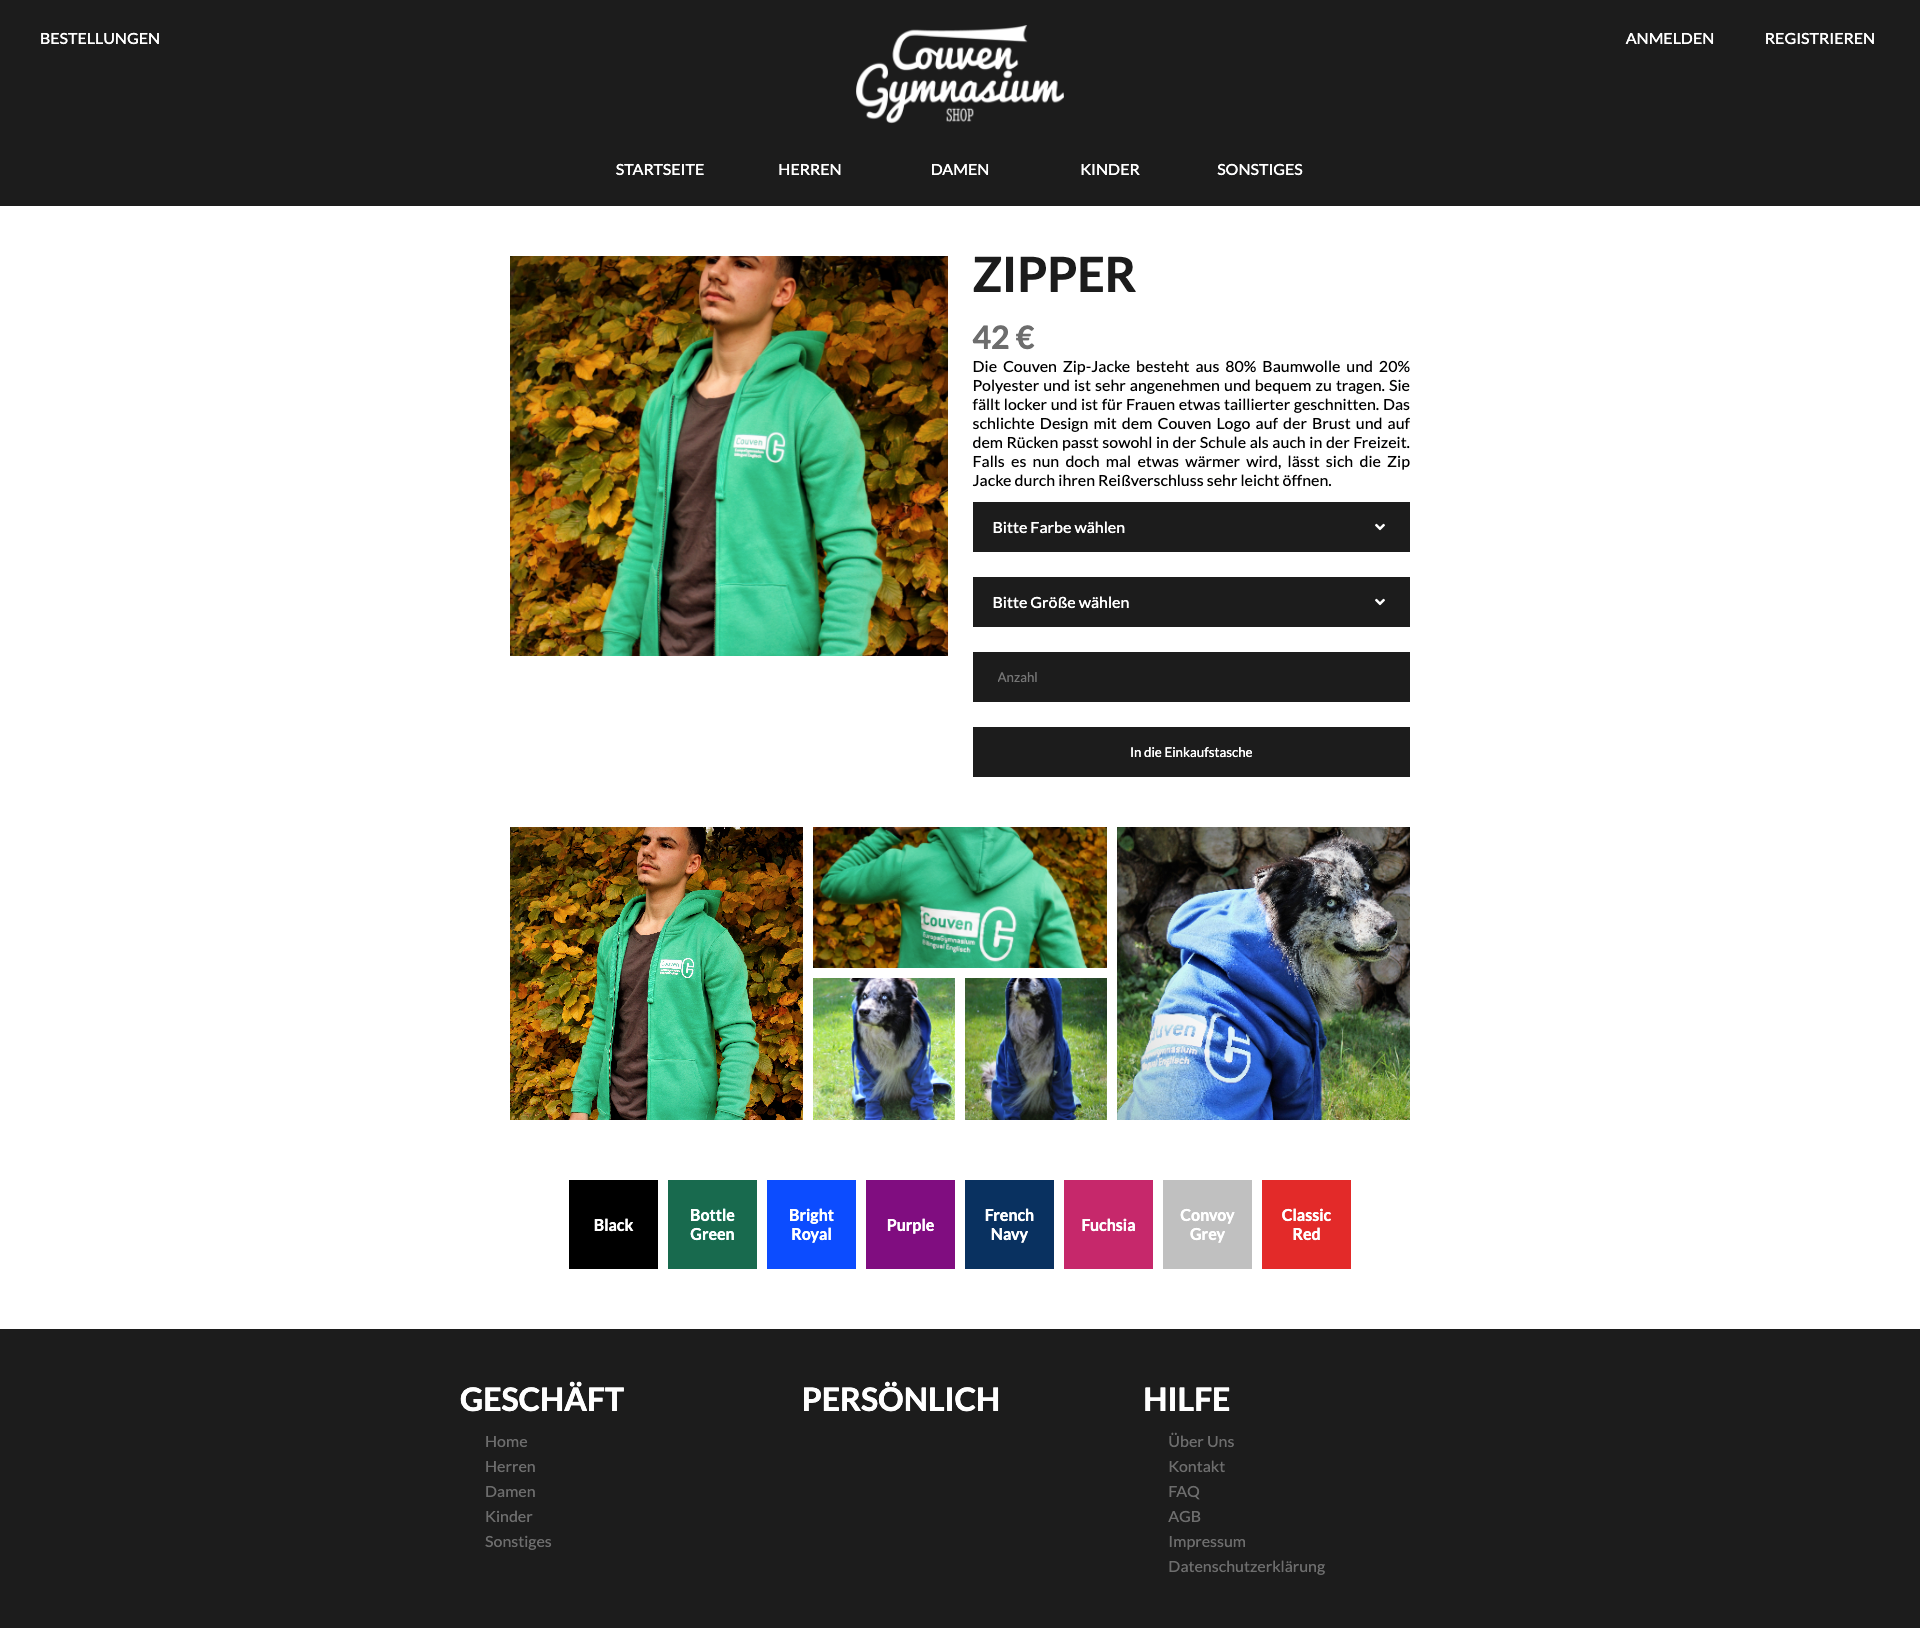 BESTELLUNGEN
Couven
Gymnasium
SHOP
ANMELDEN
REGISTRIEREN
STARTSEITE
HERREN
DAMEN
KINDER
SONSTIGES
ZIPPER
42 €
Die Couven Zip-Jacke besteht aus 80% Baumwolle und 20%
Polyester und ist sehr angenehmen und bequem zu tragen. Sie
fällt locker und ist für Frauen etwas taillierter geschnitten. Das
schlichte Design mit dem Couven Logo auf der Brust und auf
dem Rücken passt sowohl in der Schule als auch in der Freizeit.
Falls es nun doch mal etwas wärmer wird, lässt sich die Zip
Jacke durch ihren Reißverschluss sehr leicht öffnen.
Couven
Bitte Farbe wählen
Bitte Größe wählen
Anzahl
In die Einkaufstasche
Couven
Couven
Europagymnasium
Bilingual Englisch
Black
Bottle
Green
Bright
Royal
Purple
French
Navy
Fuchsia
Convoy
Grey
Classic
Red
GESCHÄFT
Home
Herren
Damen
Kinder
Sonstiges
PERSÖNLICH
HILFE
Über Uns
Kontakt
FAQ
AGB
Impressum
Datenschutzerklärung